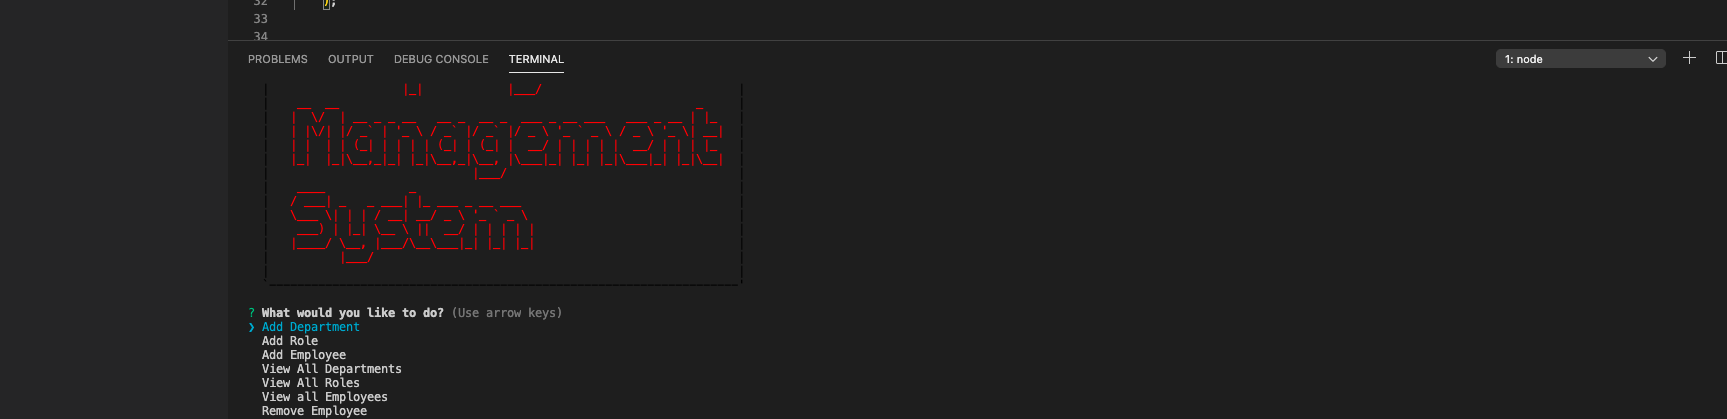 32 );
33
34
PROBLEMS OUTPUT DEBUG CONSOLE TERMINAL 1: node
Management
System
? What would you like to do? (Use arrow keys)
❯ Add Department
Add Role
Add Employee
View All Departments
View All Roles
View all Employees
Remove Employee